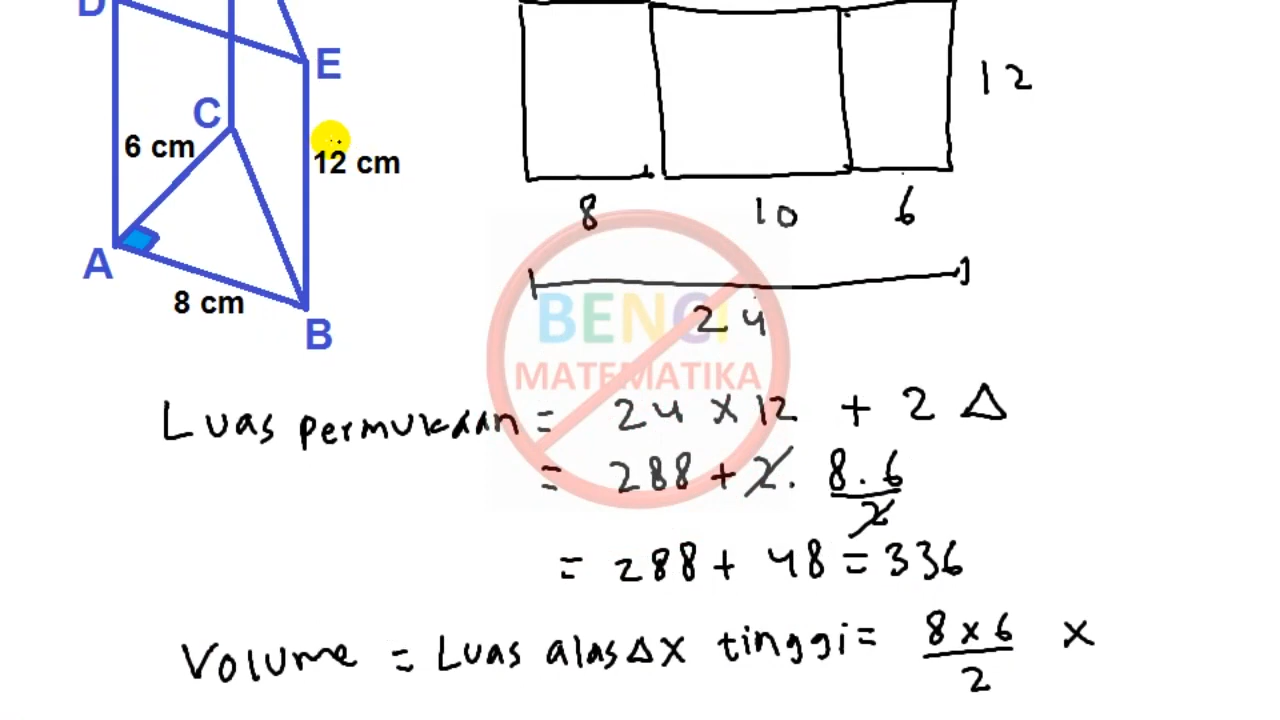 D
E
C
6 cm
12 cm
A
8 cm
B
12
8 10 6
24
BENCI
MATEMATIKA
Luas permukaan = 24 x 12 + 2 Δ
= 288 + 2. 8.6/2
= 288 + 48 = 336
Volume = Luas alas Δ x tinggi = 8 x 6/2 x